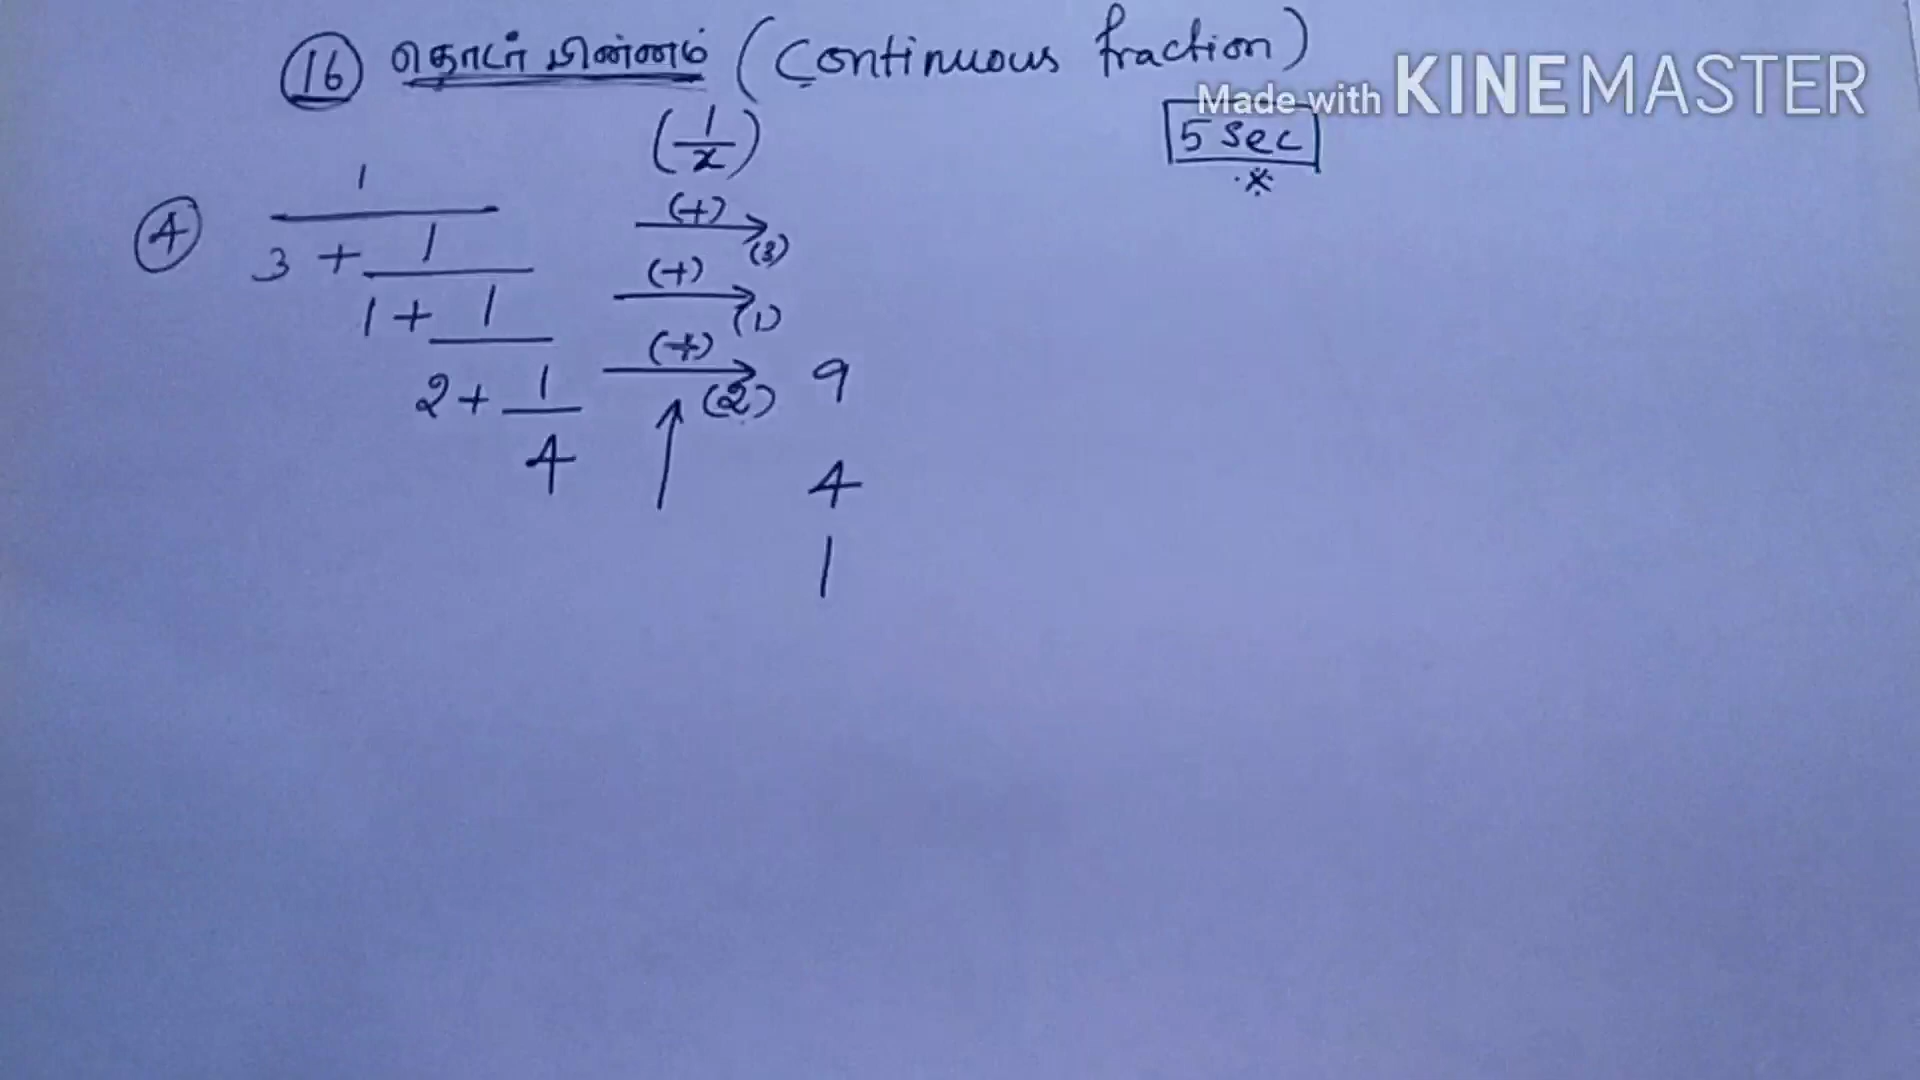 16 தொடர் பின்னம் (Continuous fraction)
Made with KINEMASTER
(1/x)
5 sec
*
4
1
3 + 1
1 + 1
2 + 1
4
(+) (3)
(+) (1)
(+) (2)
9
4
1